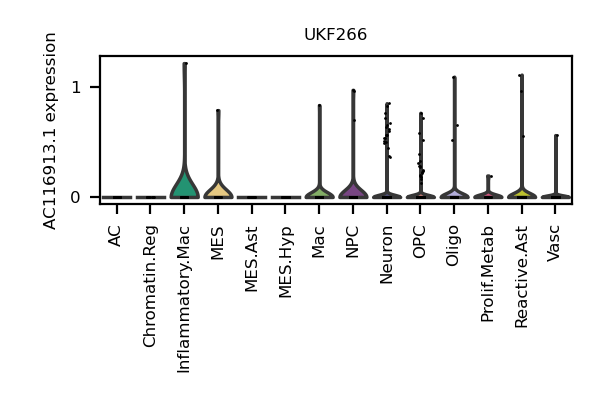 UKF266
AC116913.1 expression
1
0
AC
Chromatin.Reg
Inflammatory.Mac
MES
MES.Ast
MES.Hyp
Mac
NPC
Neuron
OPC
Oligo
Prolif.Metab
Reactive.Ast
Vasc